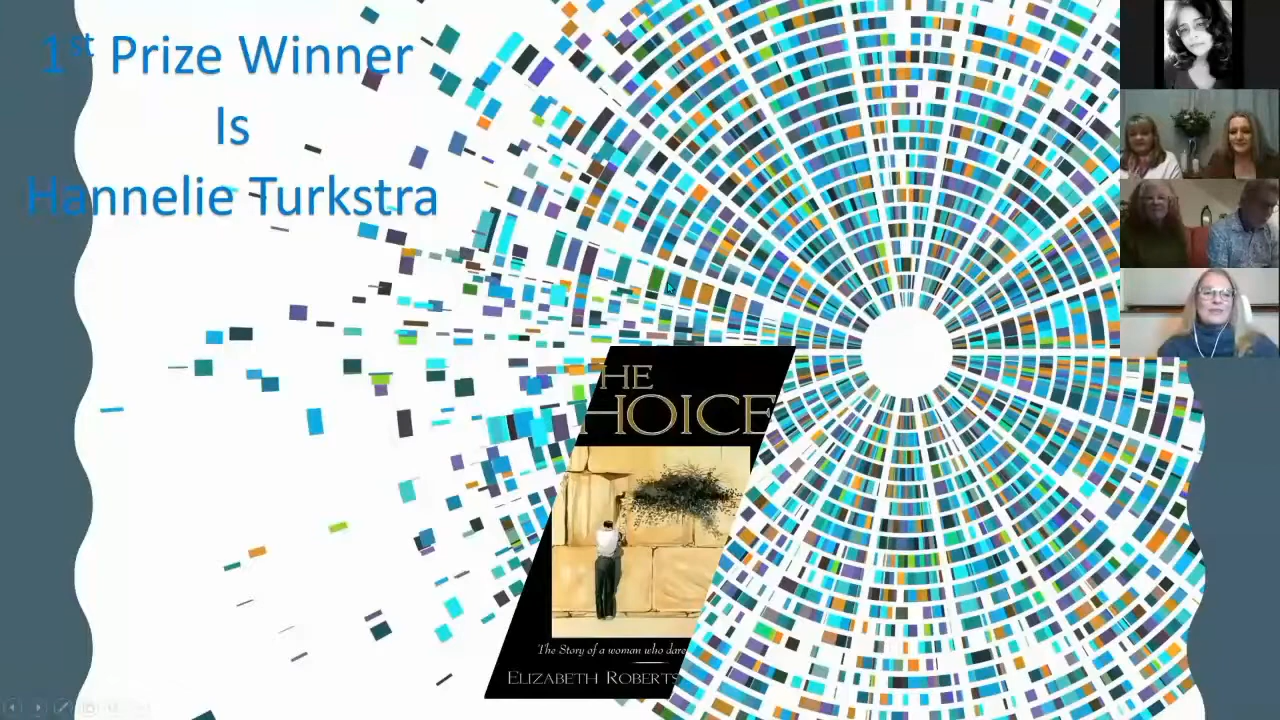 1st Prize Winner
Is
Hannelie Turkstra
HE
HOICE
The Story of a woman who dare
ELIZABETH ROBERTS